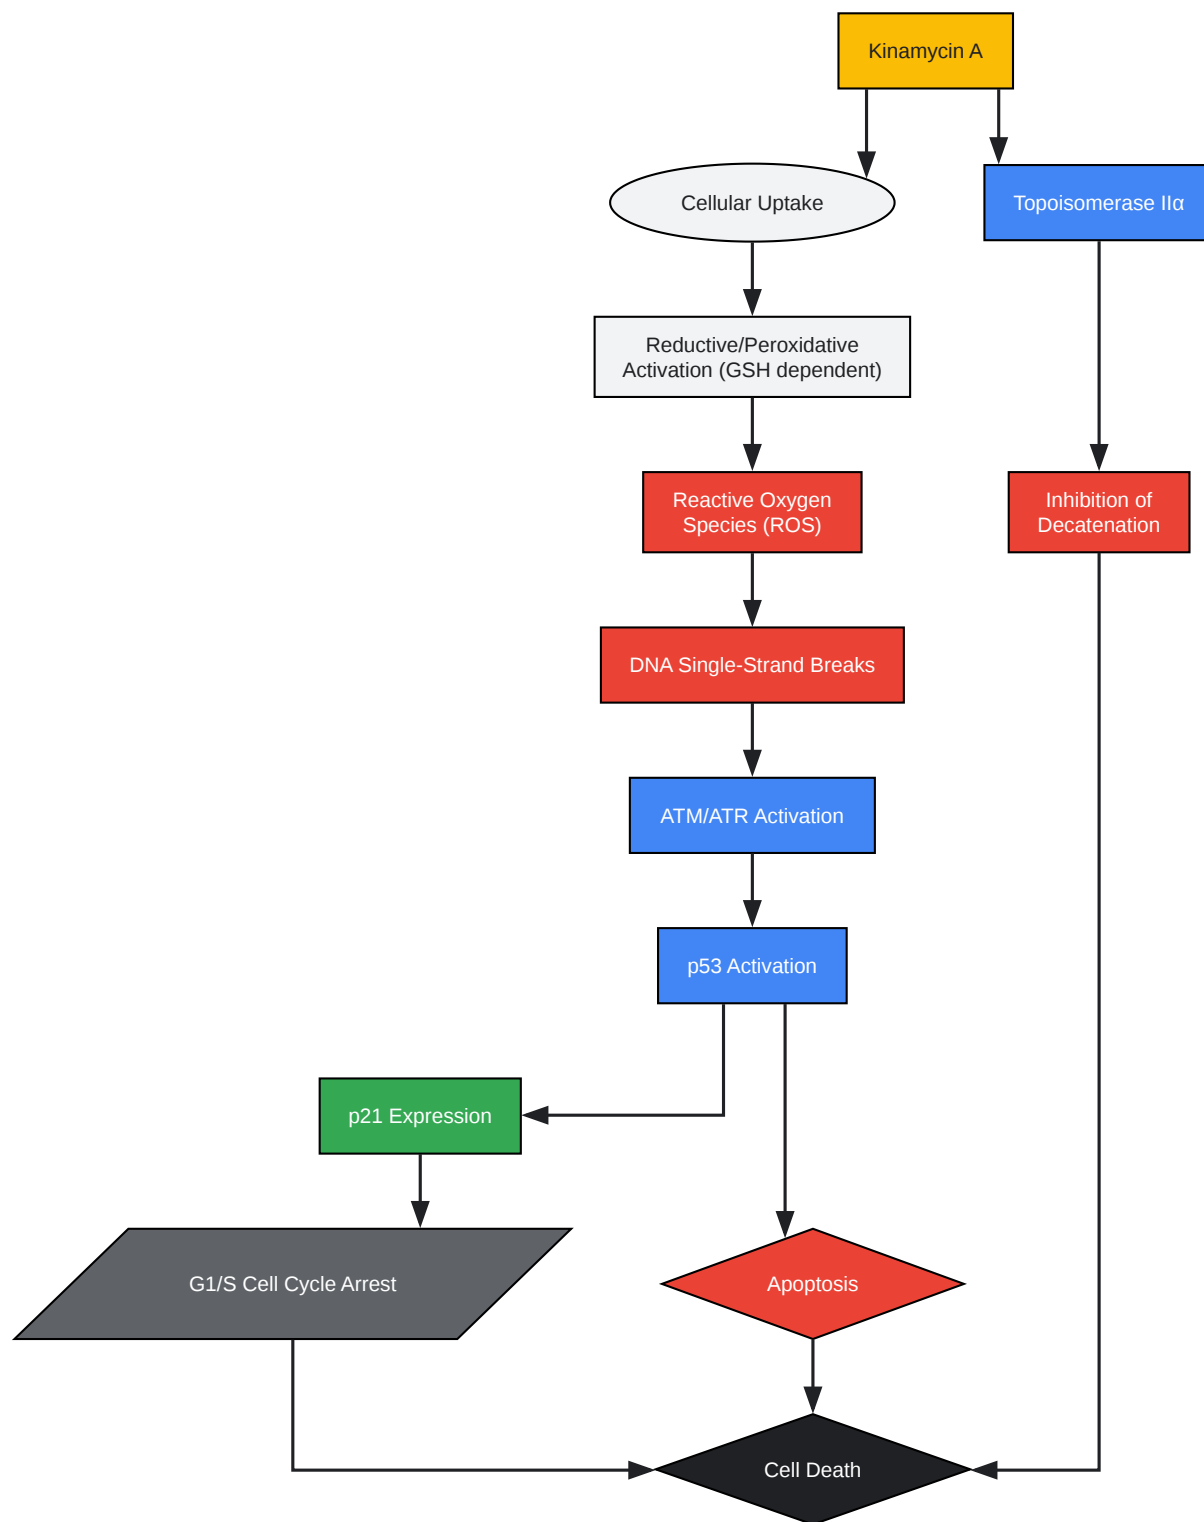 Kinamycin A
Cellular Uptake
Topoisomerase IIα
Reductive/Peroxidative
Activation (GSH dependent)
Reactive Oxygen
Species (ROS)
Inhibition of
Decatenation
DNA Single-Strand Breaks
ATM/ATR Activation
p53 Activation
p21 Expression
G1/S Cell Cycle Arrest
Apoptosis
Cell Death